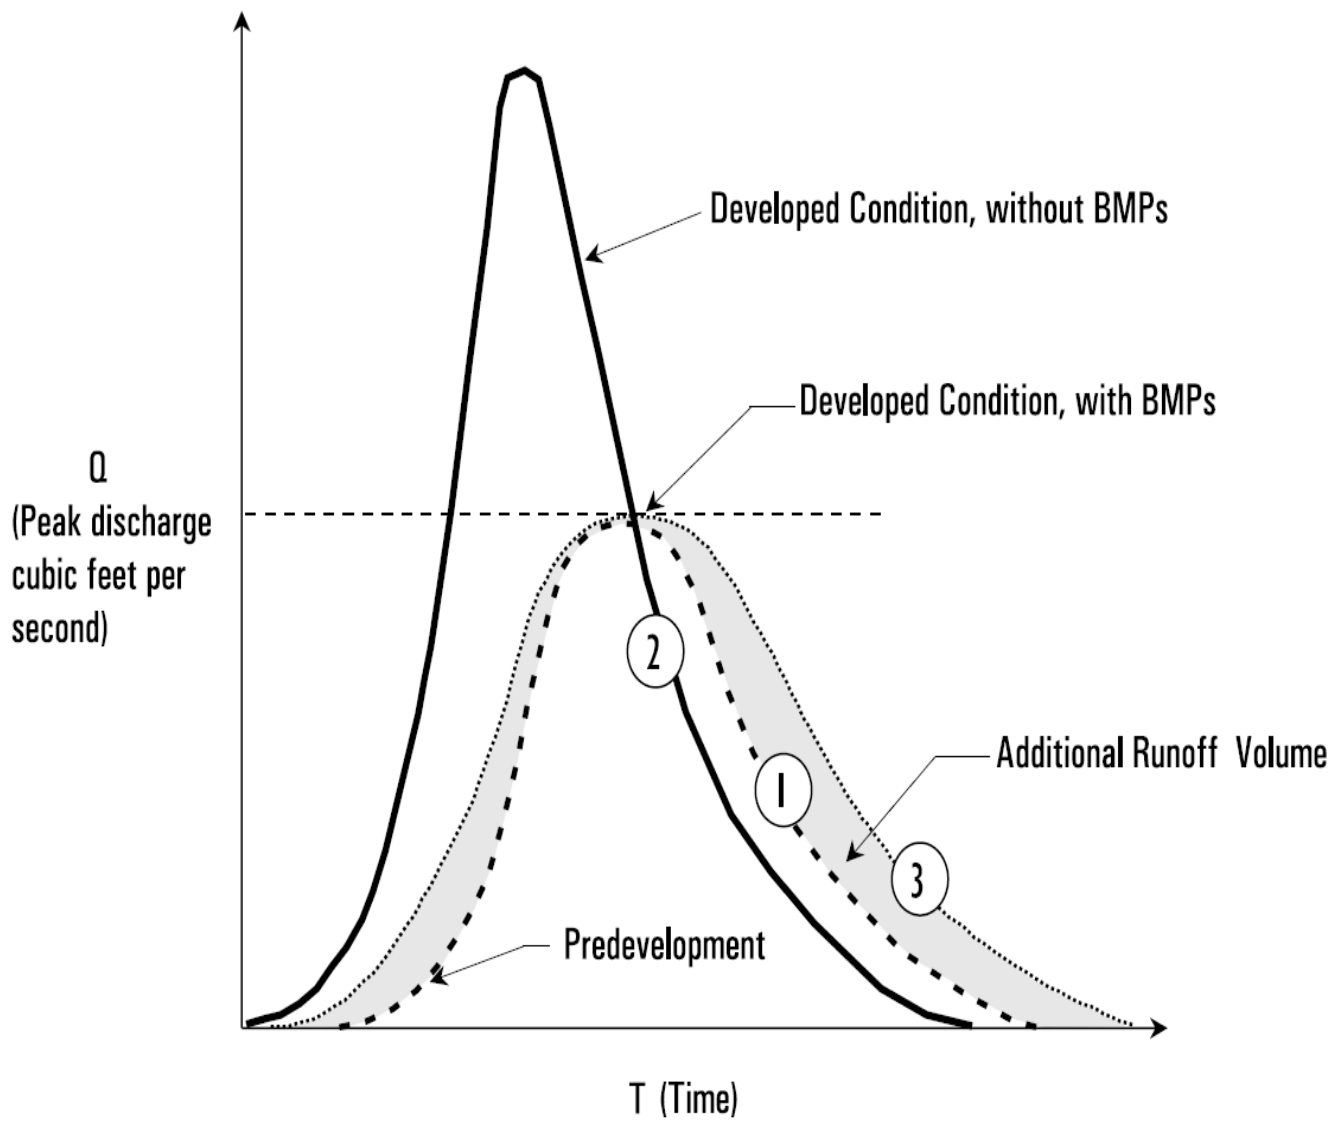 Developed Condition, without BMPs
Developed Condition, with BMPs
Q
(Peak discharge
cubic feet per
second)
2
Additional Runoff Volume
1
3
Predevelopment
T (Time)